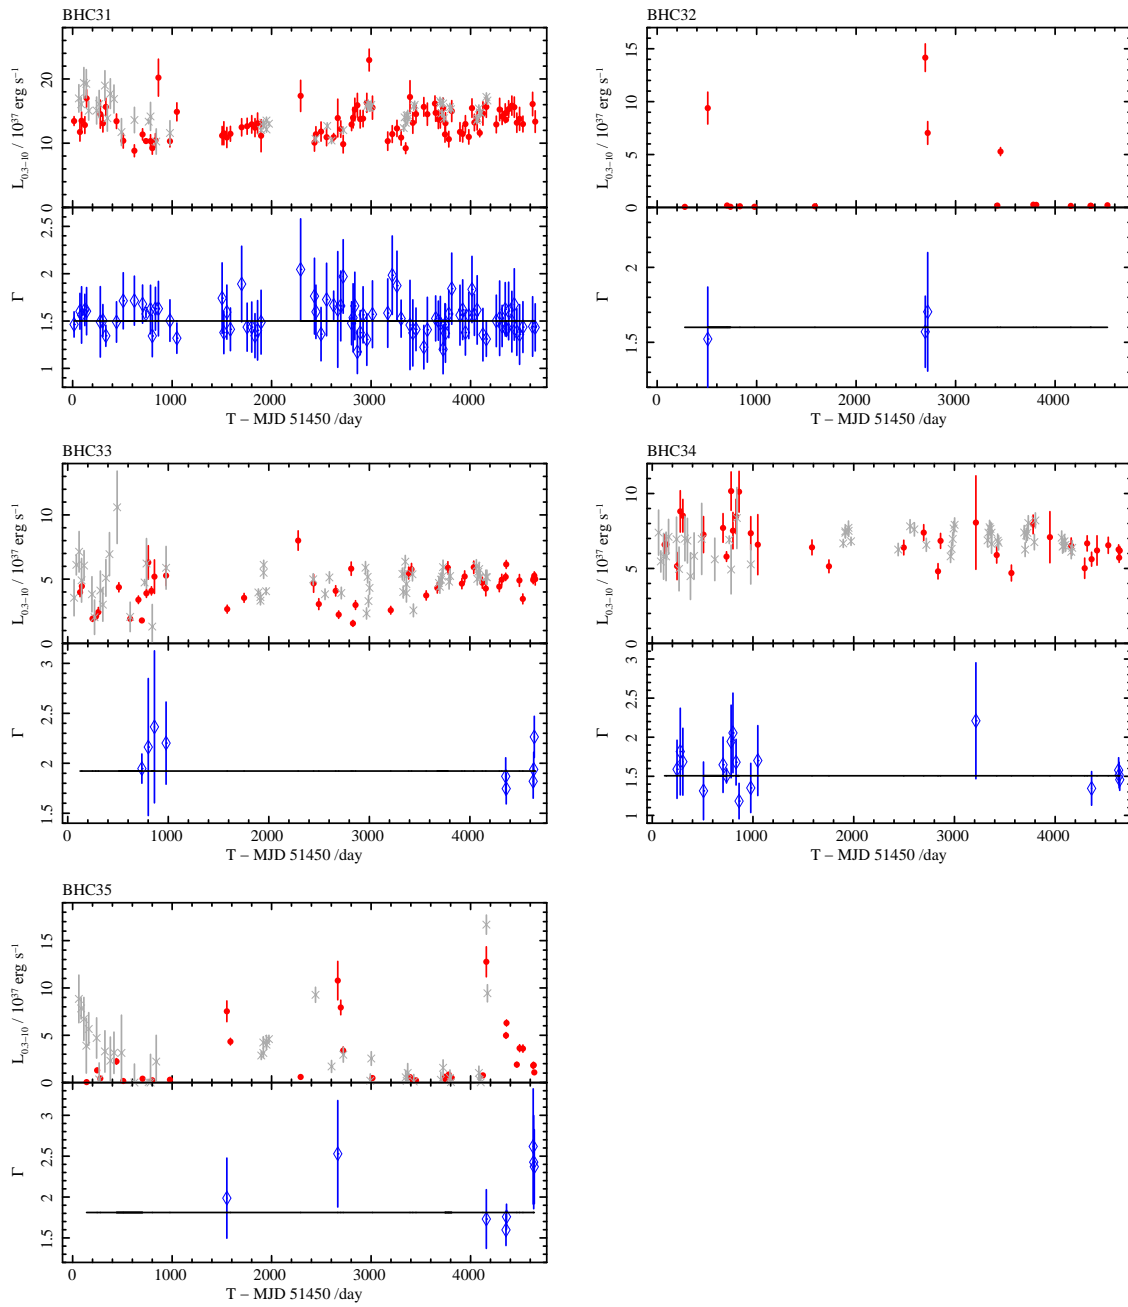 BHC31
L0.3−10 / 10^37 erg s^−1
0 10 20
Γ
1 1.5 2 2.5
0 1000 2000 3000 4000
T − MJD 51450 /day
BHC32
L0.3−10 / 10^37 erg s^−1
0 5 10 15
Γ
1.5 2
0 1000 2000 3000 4000
T − MJD 51450 /day
BHC33
L0.3−10 / 10^37 erg s^−1
0 5 10
Γ
1.5 2 2.5 3
0 1000 2000 3000 4000
T − MJD 51450 /day
BHC34
L0.3−10 / 10^37 erg s^−1
0 5 10
Γ
1 1.5 2 2.5 3
0 1000 2000 3000 4000
T − MJD 51450 /day
BHC35
L0.3−10 / 10^37 erg s^−1
0 5 10 15
Γ
1.5 2 2.5 3
0 1000 2000 3000 4000
T − MJD 51450 /day